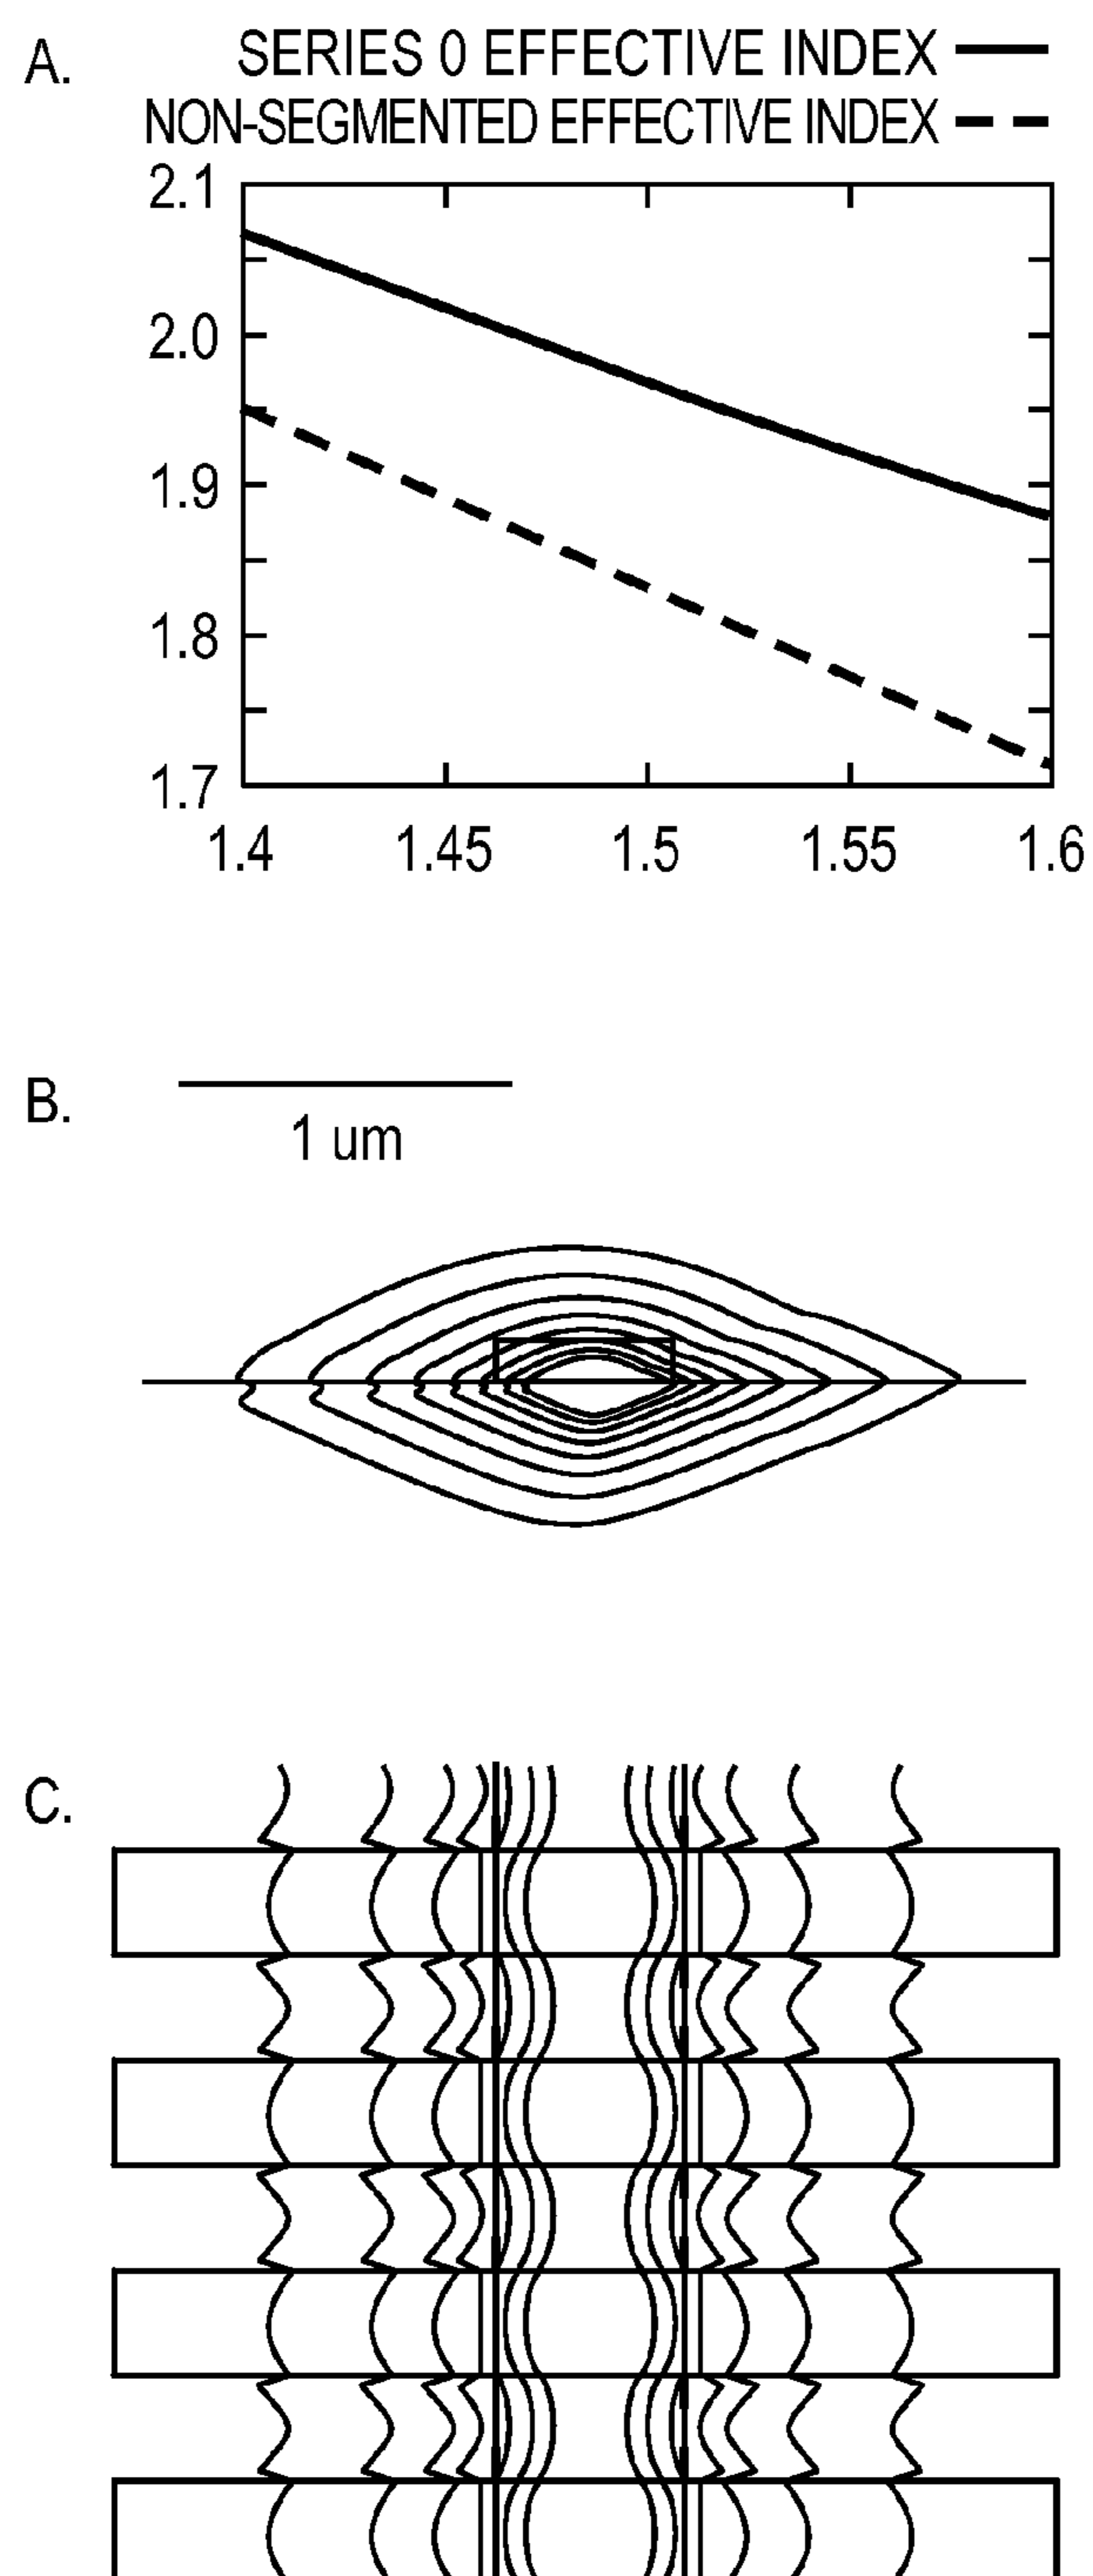 A.
SERIES 0 EFFECTIVE INDEX
NON-SEGMENTED EFFECTIVE INDEX
2.1
2.0
1.9
1.8
1.7
1.4 1.45 1.5 1.55 1.6
B.
1 um
C.